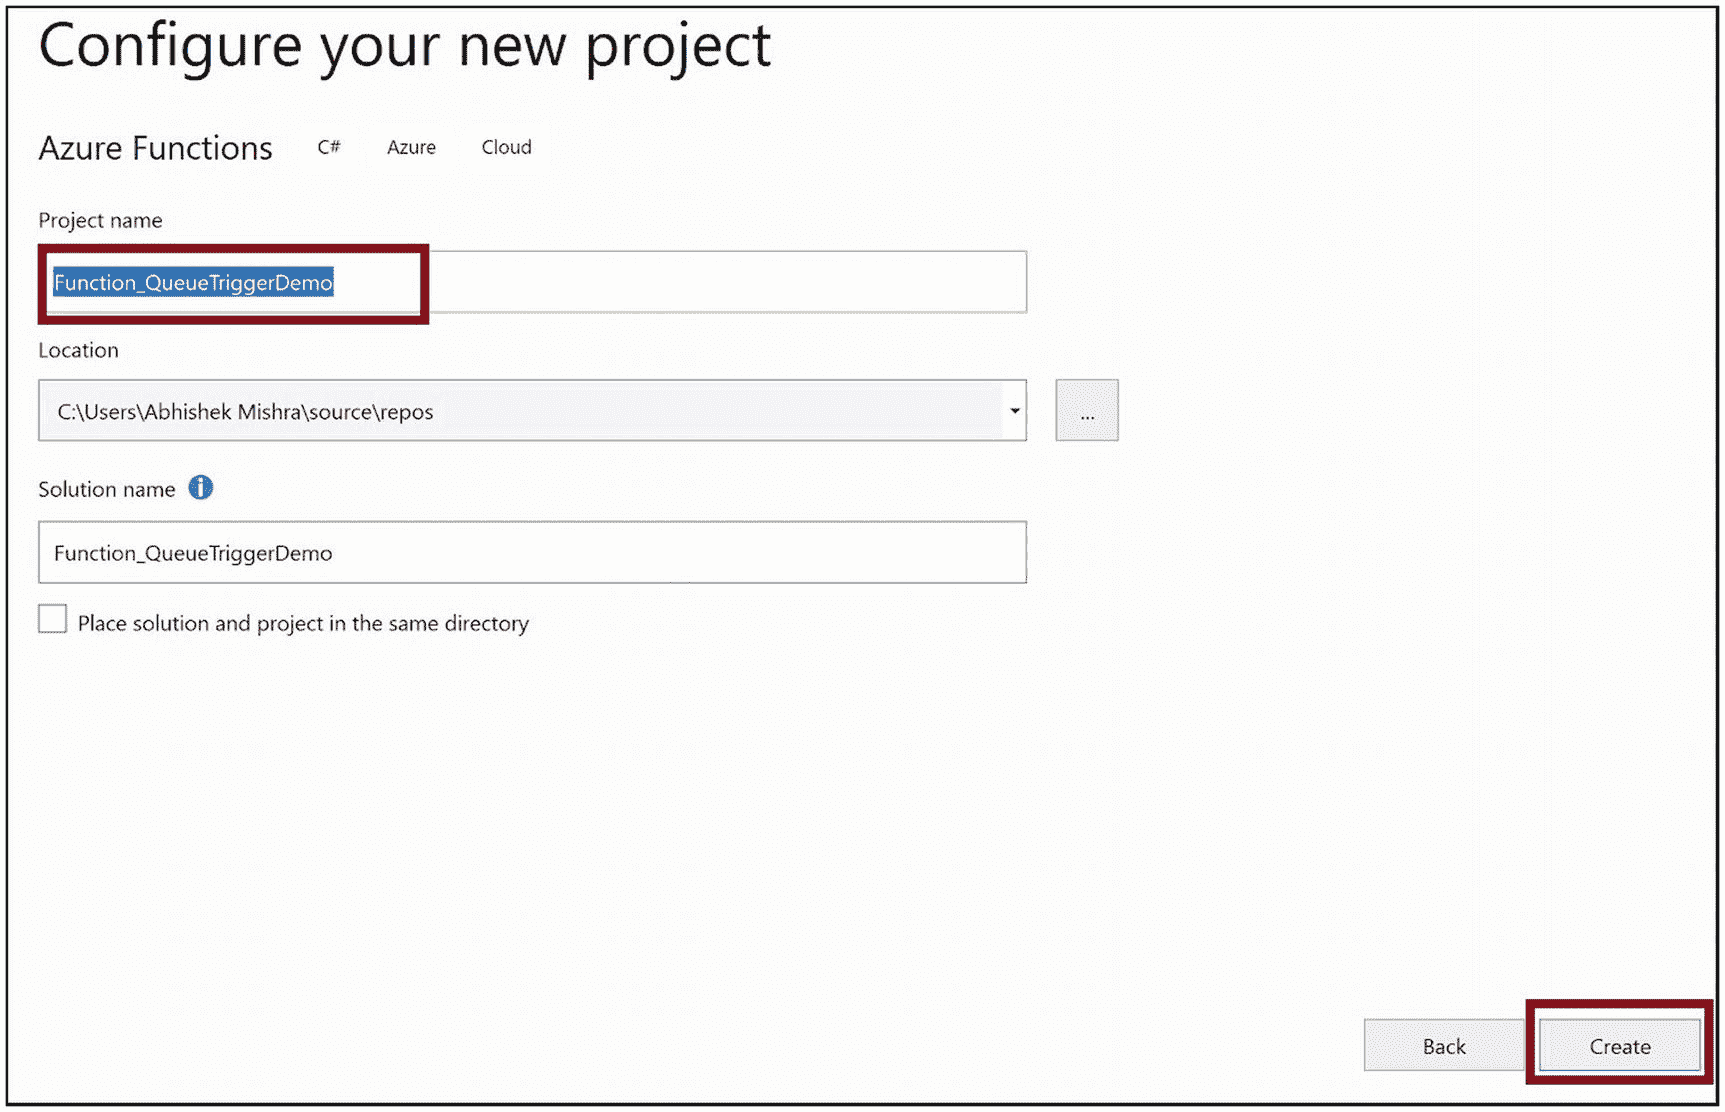 Configure your new project
Azure Functions C# Azure Cloud
Project name
Function_QueueTriggerDemo
Location
C:\Users\Abhishek Mishra\source\repos
...
Solution name
Function_QueueTriggerDemo
Place solution and project in the same directory
Back Create